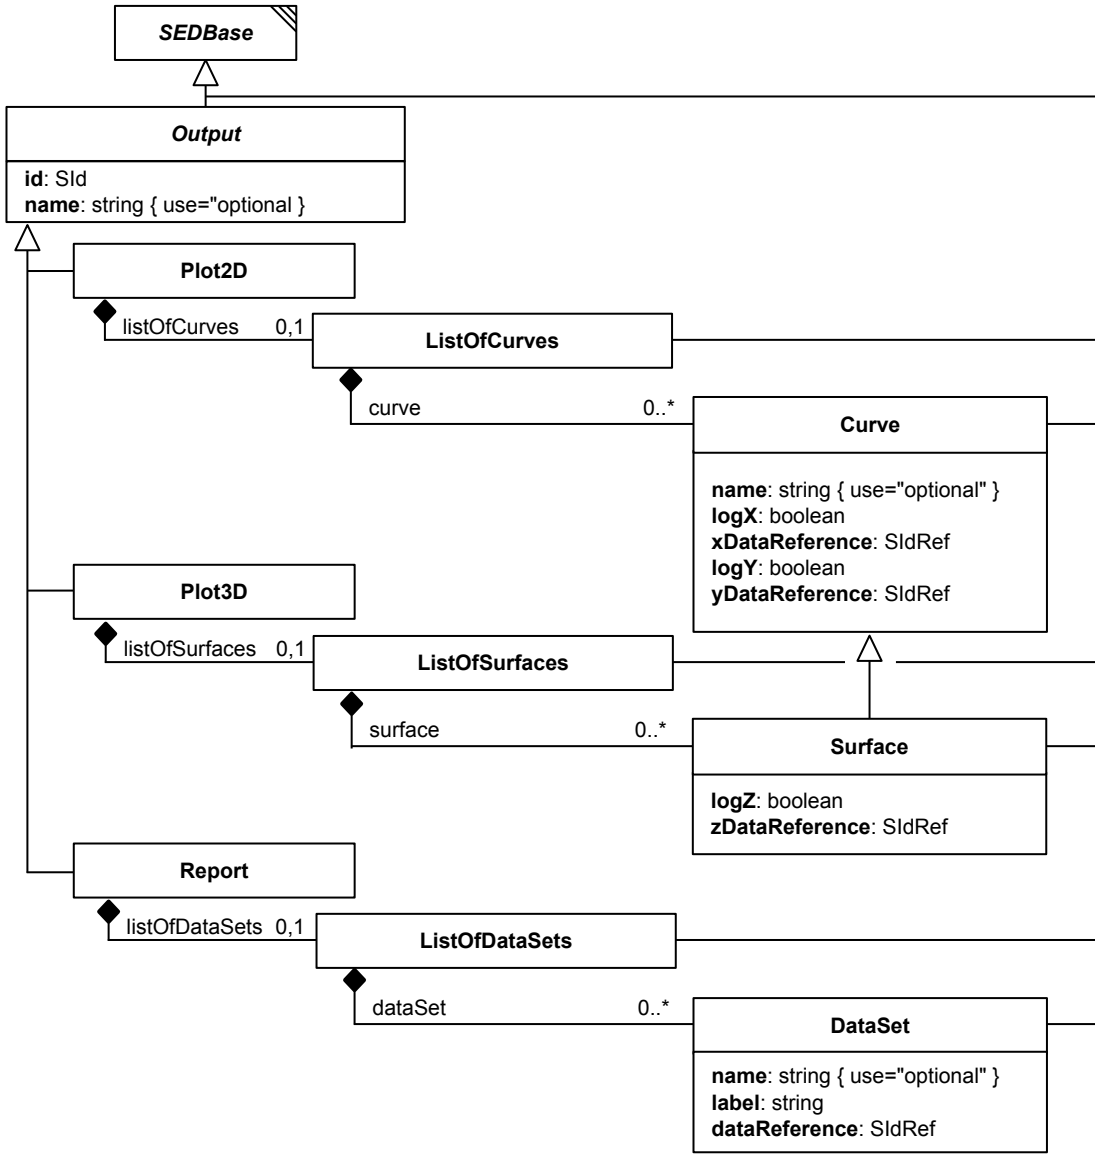 SEDBase
Output
id: SId
name: string { use="optional }
Plot2D
listOfCurves 0,1
ListOfCurves
curve 0..*
Curve
name: string { use="optional" }
logX: boolean
xDataReference: SIdRef
logY: boolean
yDataReference: SIdRef
Plot3D
listOfSurfaces 0,1
ListOfSurfaces
surface 0..*
Surface
logZ: boolean
zDataReference: SIdRef
Report
listOfDataSets 0,1
ListOfDataSets
dataSet 0..*
DataSet
name: string { use="optional" }
label: string
dataReference: SIdRef